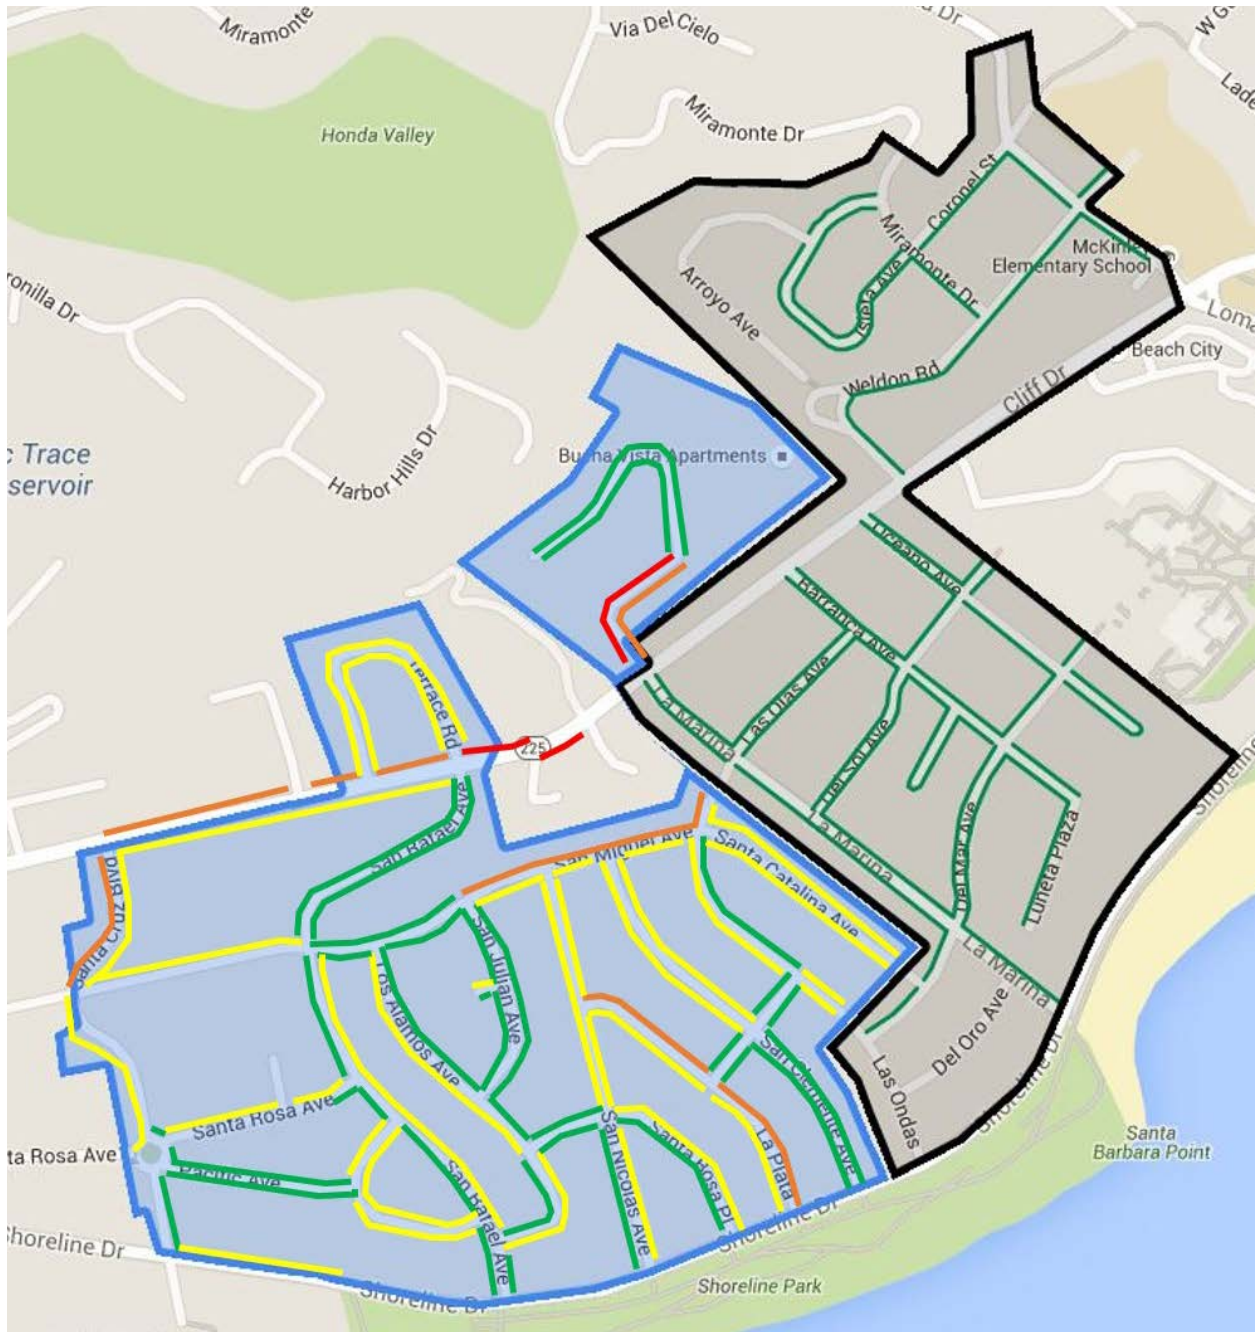 Miramonte
Via Del Cielo
Dr
W G
Lade
Miramonte Dr
Honda Valley
Coronel St
McKinley
Elementary School
Miramonte Dr
Isleta Ave
Arroyo Ave
ronilla Dr
Loma
Beach City
Weldon Rd
Cliff Dr
Buena Vista Apartments
c Trace
servoir
Harbor Hills Dr
Oceano Ave
Barranca Ave
Las Olas Ave
Terrace Rd
La Marina
225
Del Sol Ave
Shoreline
San Rafael Ave
La Marina
San Miguel Ave
Santa Catalina Ave
Del Mar Ave
Luneta Plaza
Santa Cruz Blvd
San Julian Ave
Los Alamos Ave
La Marina
Del Oro Ave
San Clemente Ave
Las Ondas
Shoreline Dr
Santa Rosa Ave
ta Rosa Ave
Pacific Ave
San Nicolas Ave
Santa Rosa Pl
La Plata
Santa
Barbara Point
San Rafael Ave
Shoreline Dr
horeline Dr
Shoreline Dr
Shoreline Park